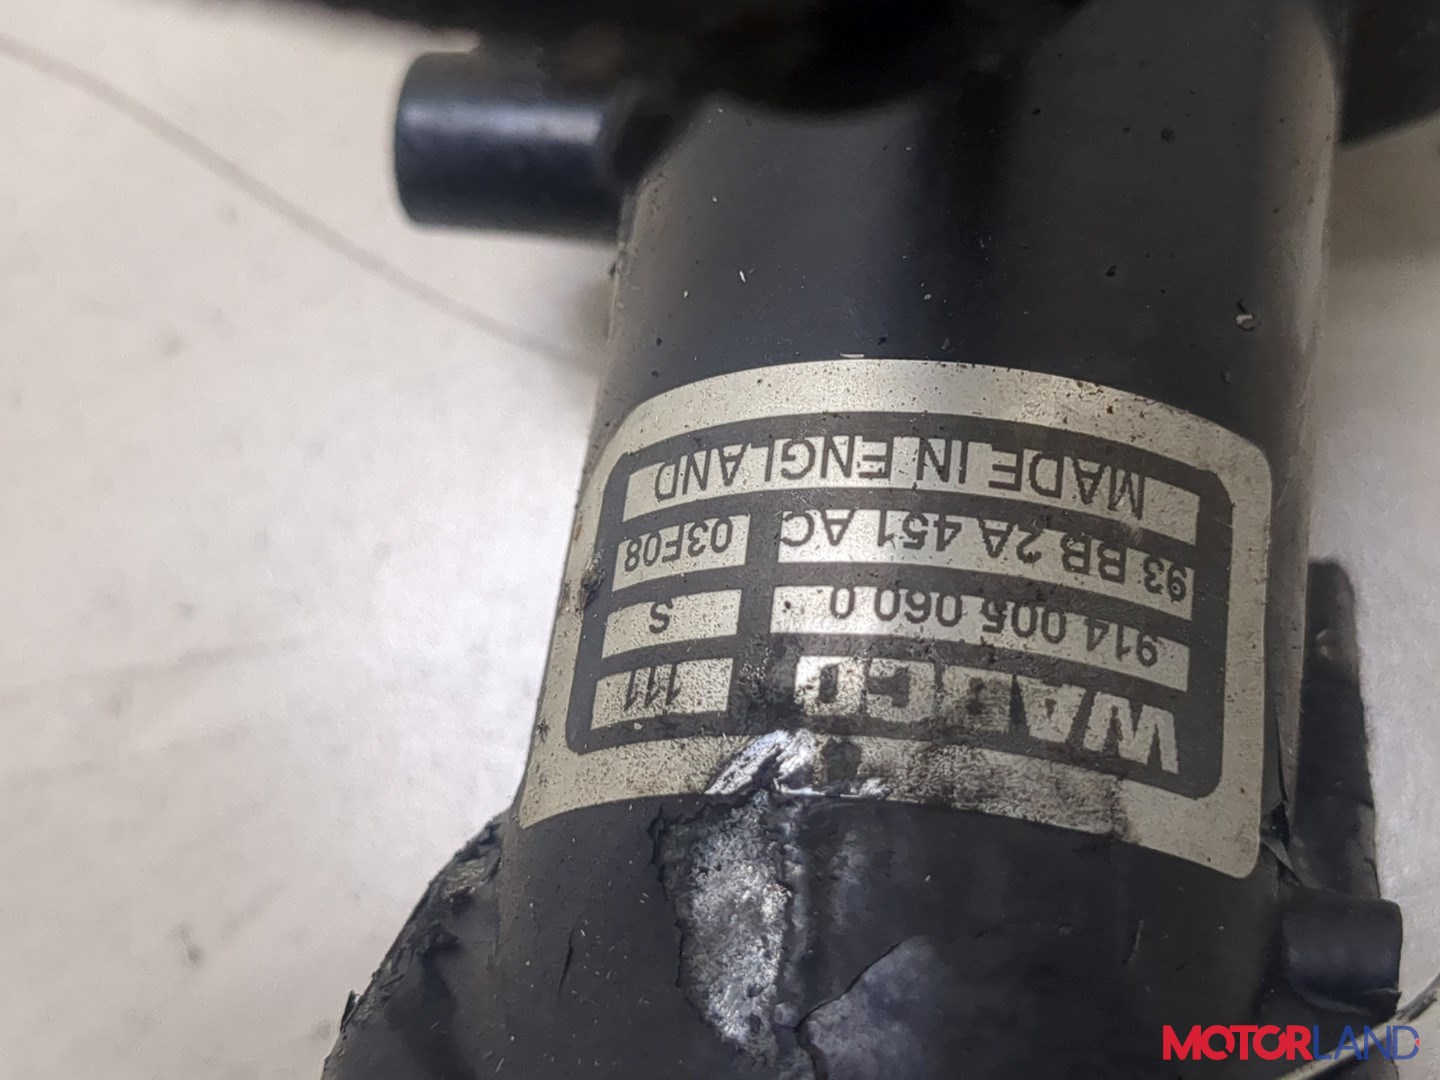 WABCO 111
914 005 060 0 S
93 BB 2A 451 AC 03F08
MADE IN ENGLAND
MOTORLAND